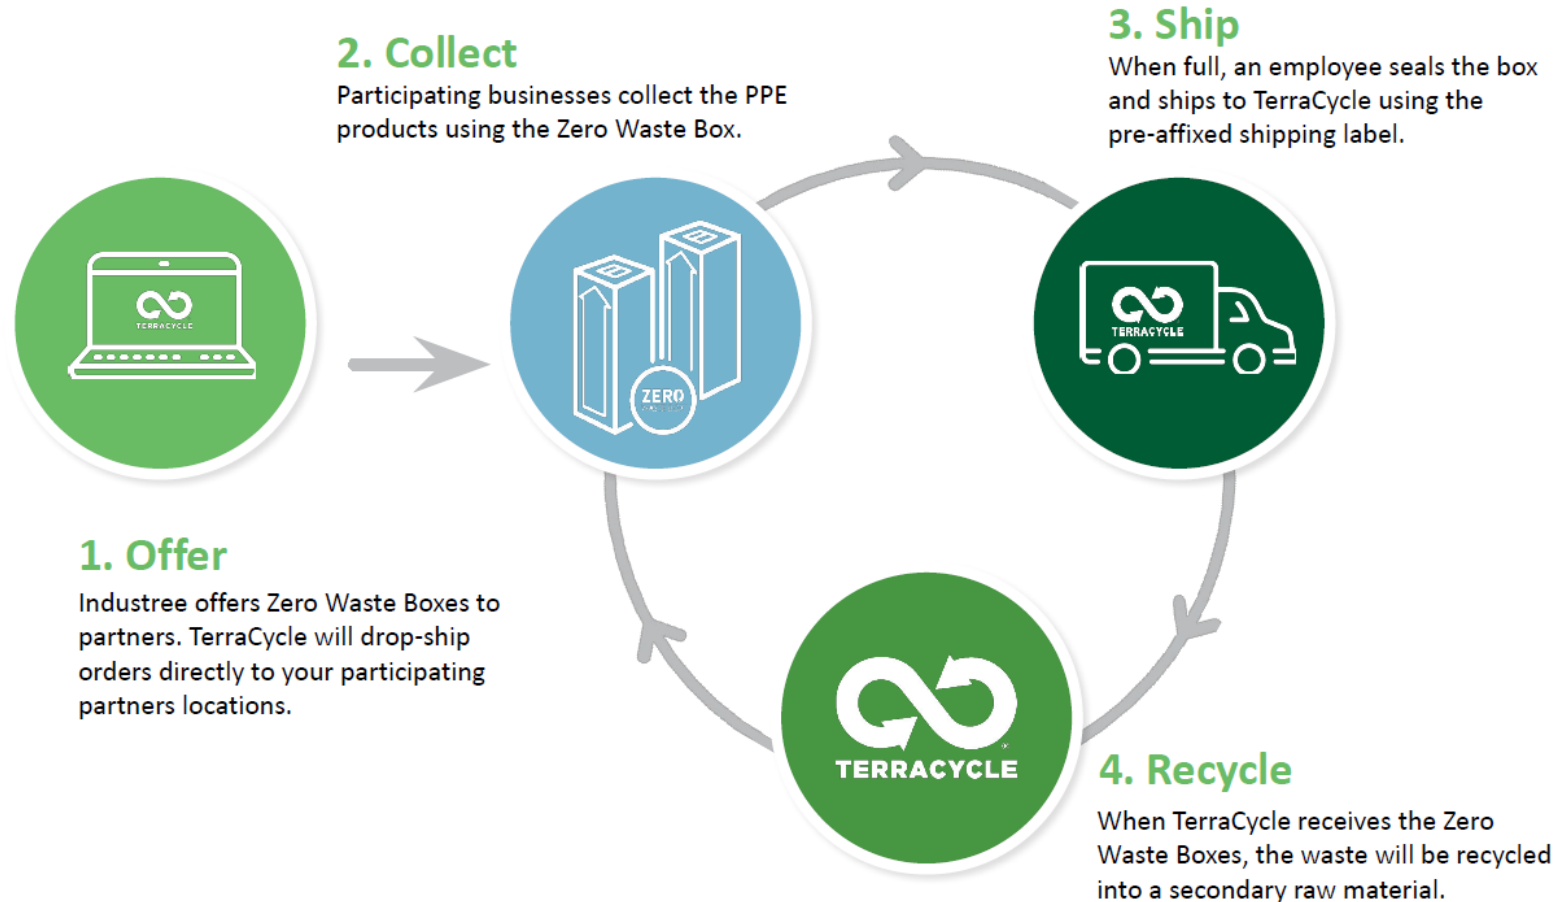 2. Collect
Participating businesses collect the PPE
products using the Zero Waste Box.
3. Ship
When full, an employee seals the box
and ships to TerraCycle using the
pre-affixed shipping label.
TERRACYCLE
ZERO
TERRACYCLE
1. Offer
Industree offers Zero Waste Boxes to
partners. TerraCycle will drop-ship
orders directly to your participating
partners locations.
TERRACYCLE
4. Recycle
When TerraCycle receives the Zero
Waste Boxes, the waste will be recycled
into a secondary raw material.